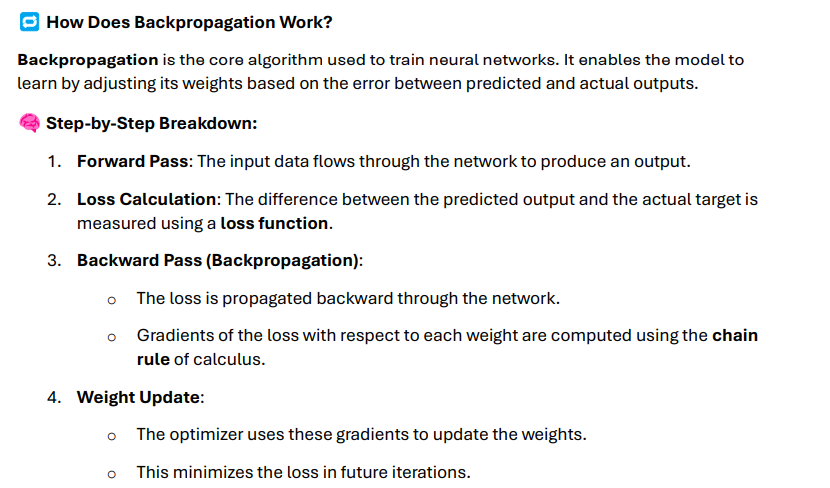 🔁 How Does Backpropagation Work?
Backpropagation is the core algorithm used to train neural networks. It enables the model to
learn by adjusting its weights based on the error between predicted and actual outputs.
🧠 Step-by-Step Breakdown:
1. Forward Pass: The input data flows through the network to produce an output.
2. Loss Calculation: The difference between the predicted output and the actual target is
measured using a loss function.
3. Backward Pass (Backpropagation):
o The loss is propagated backward through the network.
o Gradients of the loss with respect to each weight are computed using the chain
rule of calculus.
4. Weight Update:
o The optimizer uses these gradients to update the weights.
o This minimizes the loss in future iterations.